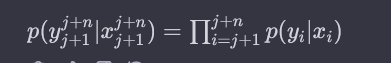 p(y_{j+1}^{j+n}|x_{j+1}^{j+n}) = ∏_{i=j+1}^{j+n} p(y_i|x_i)